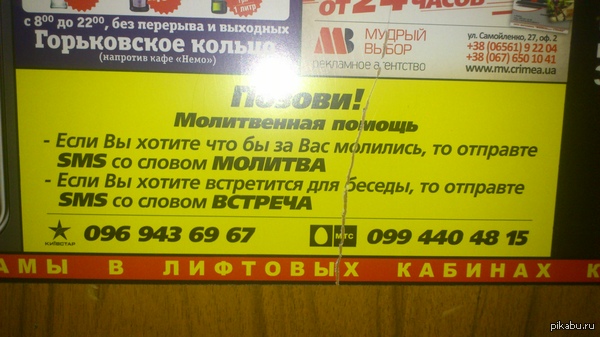 с 8⁰⁰ до 22⁰⁰, без перерыва и выходных
Горьковское кольцо
(напротив кафе «Немо»)
1 литр
ОТ 24 ЧАСОВ
МВ
МУДРЫЙ
ВЫБОР
рекламное агентство
ул. Самойленко, 27, оф. 2
+38 (06561) 9 22 04
+38 (067) 650 10 41
www.mv.crimea.ua
Позови!
Молитвенная помощь
- Если Вы хотите что бы за Вас молились, то отправте
SMS со словом МОЛИТВА
- Если Вы хотите встретится для беседы, то отправте
SMS со словом ВСТРЕЧА
КИЇВСТАР
096 943 69 67
МТС
099 440 48 15
АМЫ В ЛИФТОВЫХ КАБИНАХ К
pikabu.ru